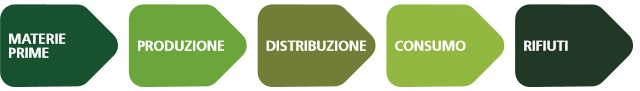 MATERIE
PRIME
PRODUZIONE
DISTRIBUZIONE
CONSUMO
RIFIUTI